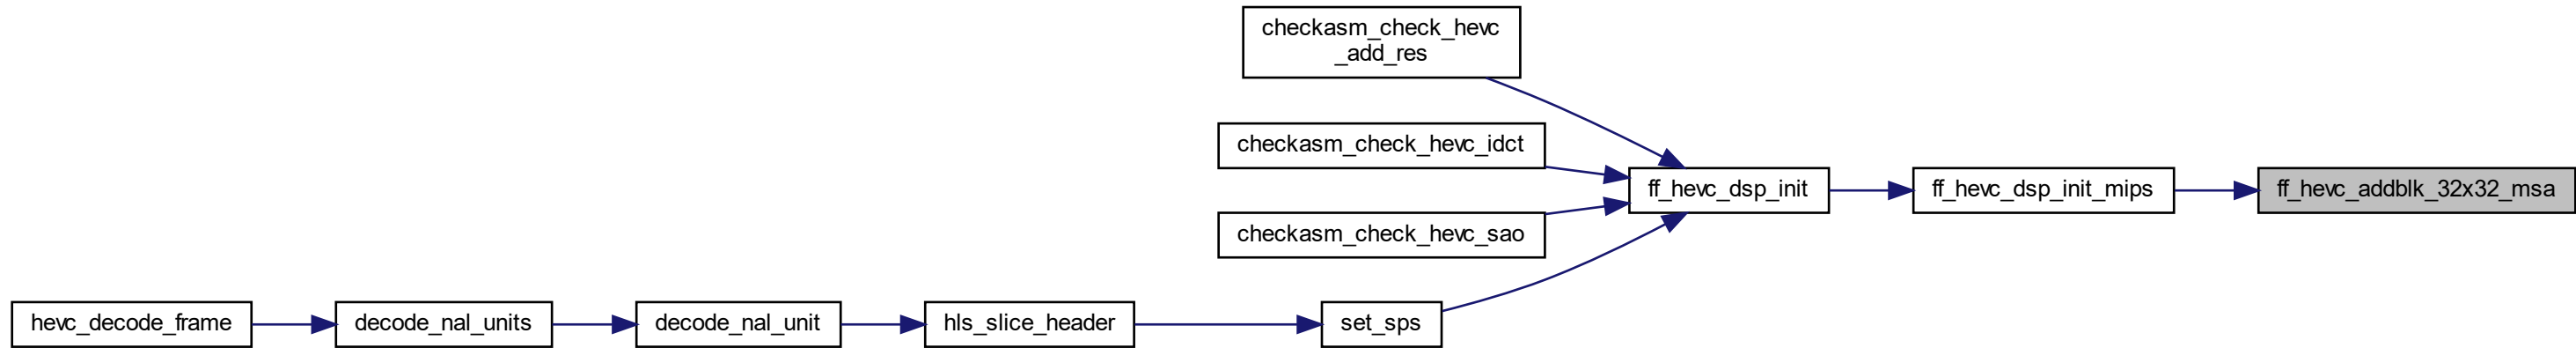 checkasm_check_hevc
_add_res
checkasm_check_hevc_idct
ff_hevc_dsp_init
ff_hevc_dsp_init_mips
ff_hevc_addblk_32x32_msa
checkasm_check_hevc_sao
hevc_decode_frame
decode_nal_units
decode_nal_unit
hls_slice_header
set_sps